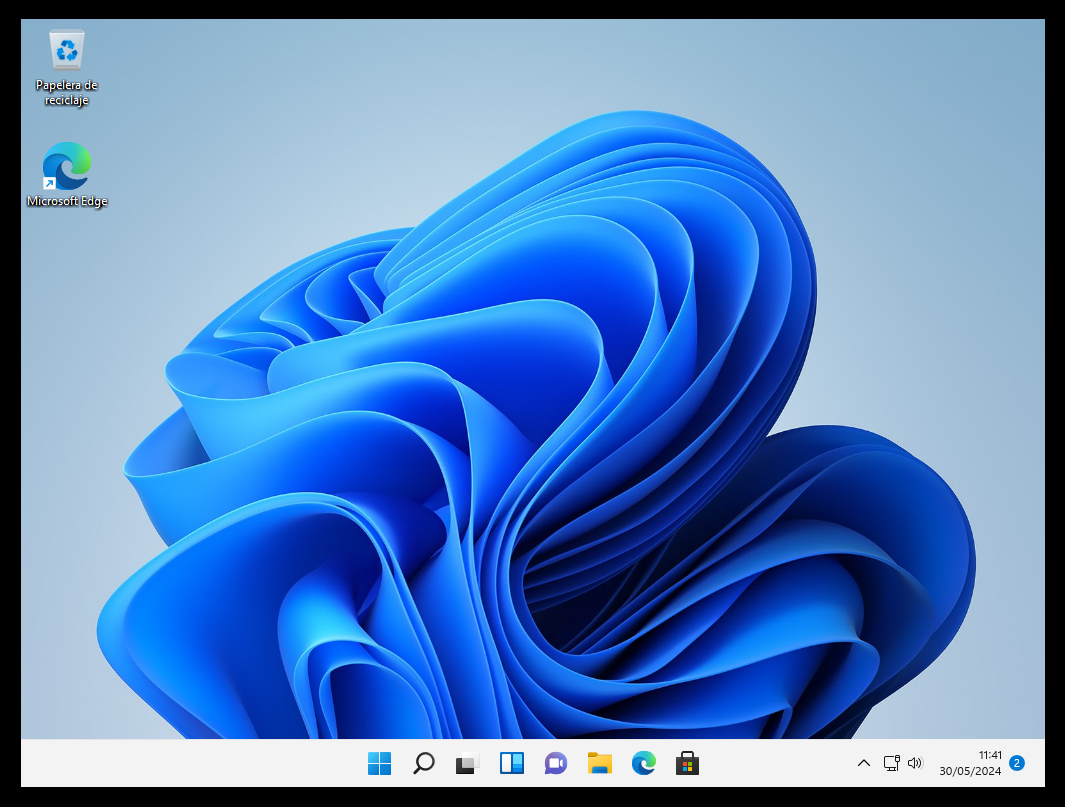 Papelera de
reciclaje
Microsoft Edge
11:41
30/05/2024
2